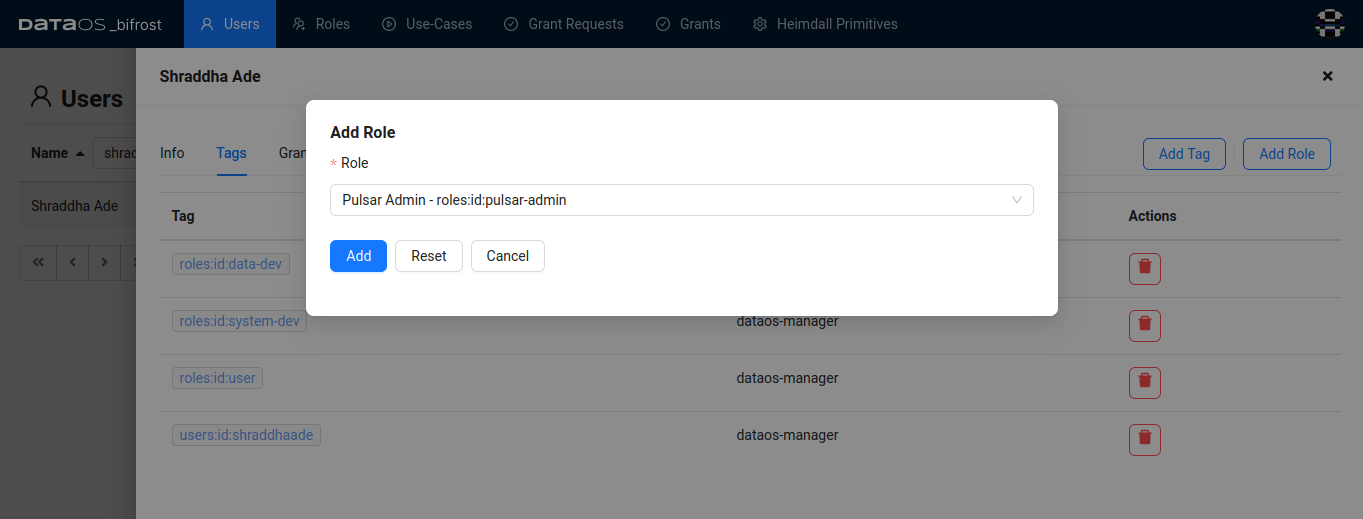 DATAOS _bifrost Users Roles Use-Cases Grant Requests Grants Heimdall Primitives
Shraddha Ade
Users
Add Role
Name shrad
Info Tags Gran
* Role
Add Tag Add Role
Pulsar Admin - roles:id:pulsar-admin
Shraddha Ade
Tag Actions
Add Reset Cancel
roles:id:data-dev
roles:id:system-dev dataos-manager
roles:id:user dataos-manager
users:id:shraddhaade dataos-manager